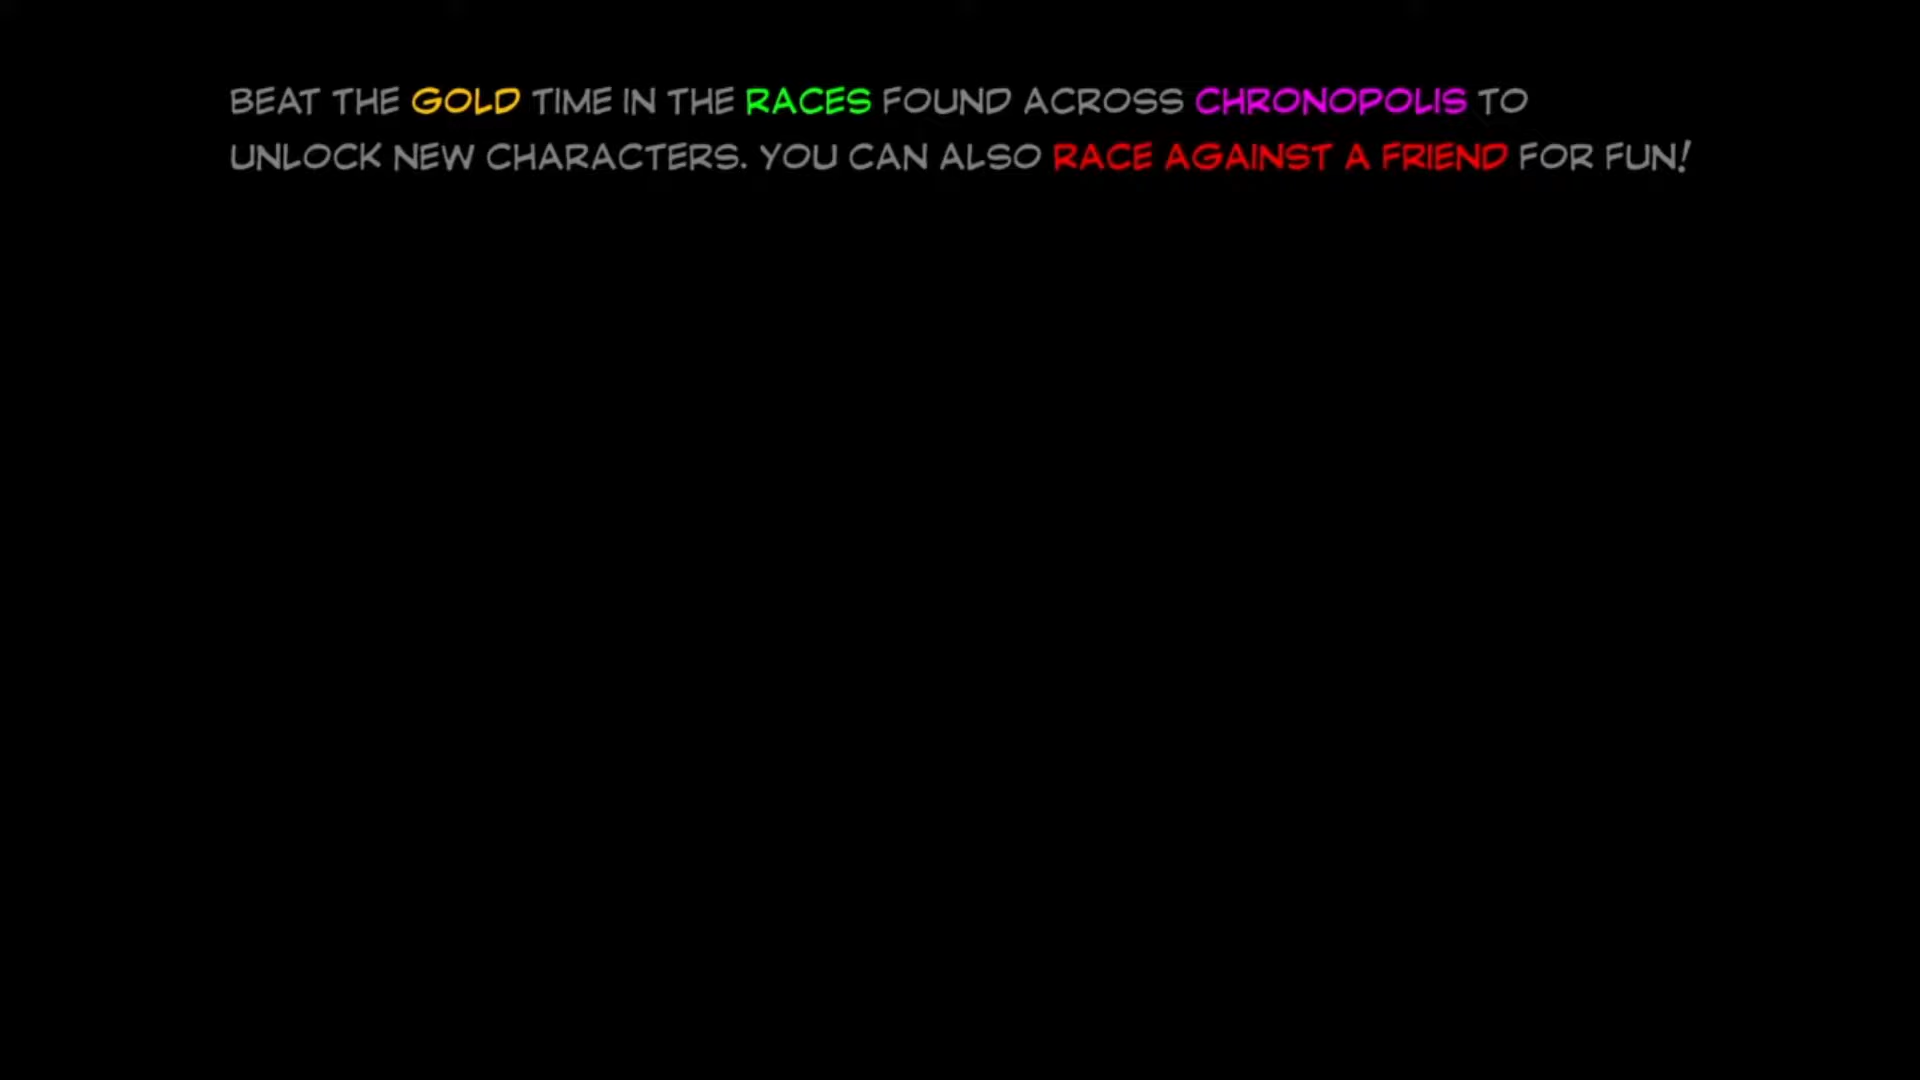 BEAT THE GOLD TIME IN THE RACES FOUND ACROSS CHRONOPOLIS TO
UNLOCK NEW CHARACTERS. YOU CAN ALSO RACE AGAINST A FRIEND FOR FUN!